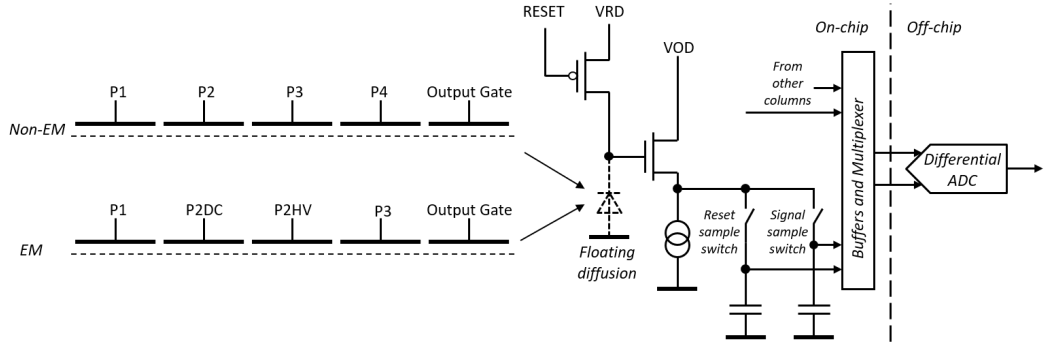 RESET VRD
On-chip Off-chip
VOD
From
other
columns
P1 P2 P3 P4 Output Gate
Non-EM
Buffers and Multiplexer
Differential
ADC
P1 P2DC P2HV P3 Output Gate
EM
Reset
sample
switch
Signal
sample
switch
Floating
diffusion